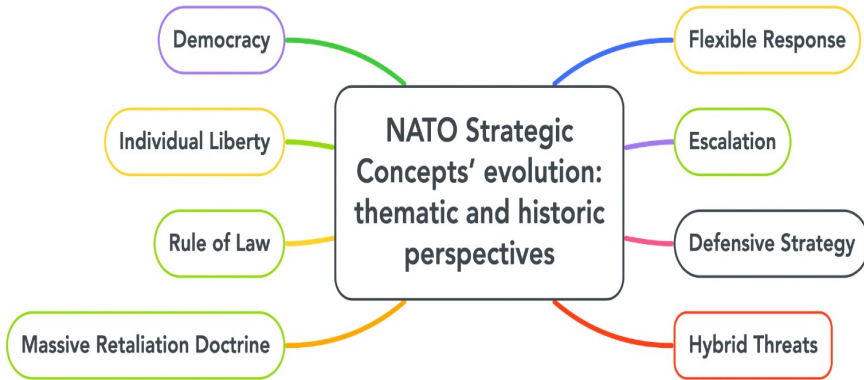 Democracy
Individual Liberty
Rule of Law
Massive Retaliation Doctrine
NATO Strategic
Concepts’ evolution:
thematic and historic
perspectives
Flexible Response
Escalation
Defensive Strategy
Hybrid Threats